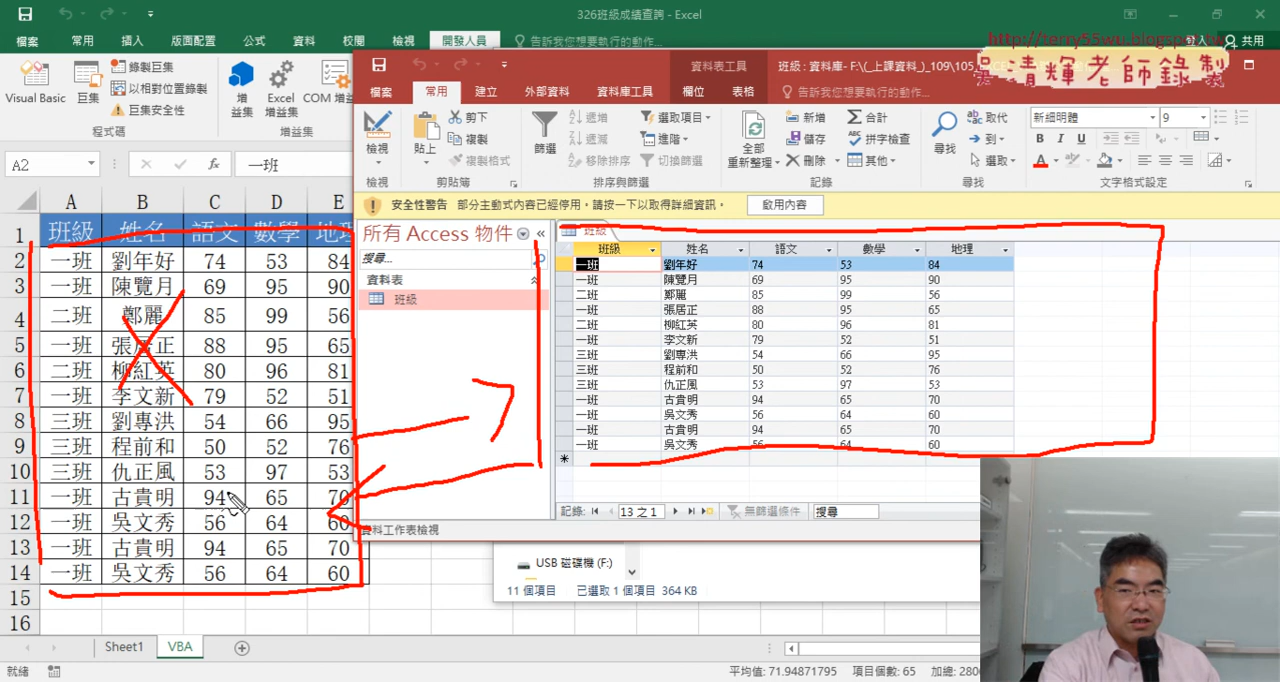 326班級成績查詢 - Excel
檔案 常用 插入 版面配置 公式 資料 校閱 檢視 開發人員 告訴我您想要執行的動作... 登入 共用
http://terry55wu.blogspot.tw
吳清輝老師錄製
Visual Basic 巨集 錄製巨集 以相對位置錄製 巨集安全性 程式碼
增益集 Excel 增益集 COM 增益 增益集
資料表工具 班級 : 資料庫- F:\(_上課資料_)_109\105_
檔案 常用 建立 外部資料 資料庫工具 欄位 表格 告訴我您想要執行的動作...
檢視 貼上 剪下 複製 複製格式 篩選 遞增 遞減 移除排序 選取項目 進階 切換篩選 全部重新整理 新增 儲存 刪除 合計 拼字檢查 其他 尋找 取代 到 選取 新細明體 9 B I U A
檢視 剪貼簿 排序與篩選 記錄 尋找 文字格式設定
安全性警告 部分主動式內容已經停用。請按一下以取得詳細資訊。 啟用內容
A2 fx 一班
A B C D E
1 班級 姓名 語文 數學 地理
2 一班 劉年好 74 53 84
3 一班 陳覽月 69 95 90
4 二班 鄭麗 85 99 56
5 一班 張居正 88 95 65
6 二班 柳紅英 80 96 81
7 一班 李文新 79 52 51
8 三班 劉專洪 54 66 95
9 三班 程前和 50 52 76
10 三班 仇正風 53 97 53
11 一班 古貴明 94 65 70
12 一班 吳文秀 56 64 60
13 一班 古貴明 94 65 70
14 一班 吳文秀 56 64 60
15
16
所有 Access 物件
搜尋...
資料表
班級
班級
班級 姓名 語文 數學 地理
一班 劉年好 74 53 84
一班 陳覽月 69 95 90
二班 鄭麗 85 99 56
一班 張居正 88 95 65
二班 柳紅英 80 96 81
一班 李文新 79 52 51
三班 劉專洪 54 66 95
三班 程前和 50 52 76
三班 仇正風 53 97 53
一班 古貴明 94 65 70
一班 吳文秀 56 64 60
一班 古貴明 94 65 70
一班 吳文秀 56 64 60
記錄: 13 之 1 無篩選條件 搜尋
資料工作表檢視
USB 磁碟機 (F:)
11 個項目 已選取 1 個項目 364 KB
Sheet1 VBA
就緒 平均值: 71.94871795 項目個數: 65 加總: 280